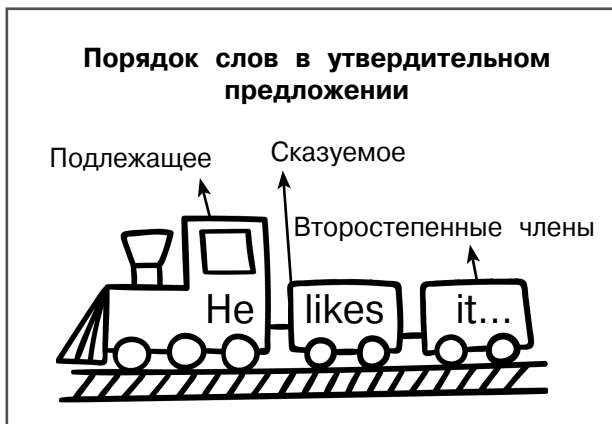 Порядок слов в утвердительном
предложении
Подлежащее
Сказуемое
Второстепенные члены
He
likes
it...